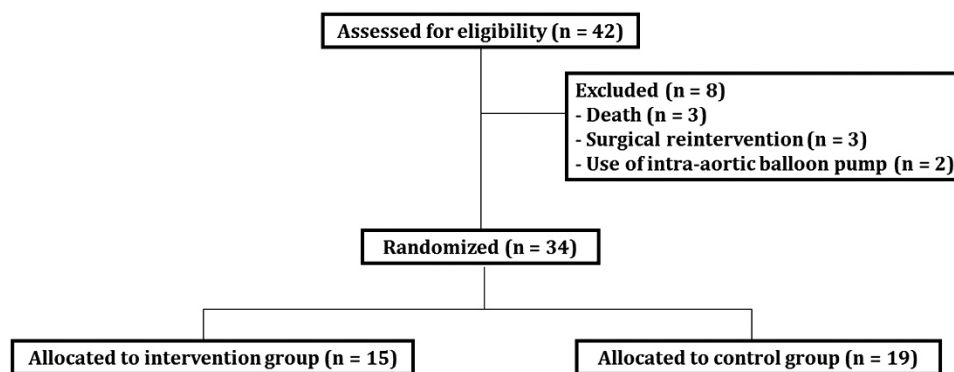 Assessed for eligibility (n = 42)
Excluded (n = 8)
- Death (n = 3)
- Surgical reintervention (n = 3)
- Use of intra-aortic balloon pump (n = 2)
Randomized (n = 34)
Allocated to intervention group (n = 15)
Allocated to control group (n = 19)